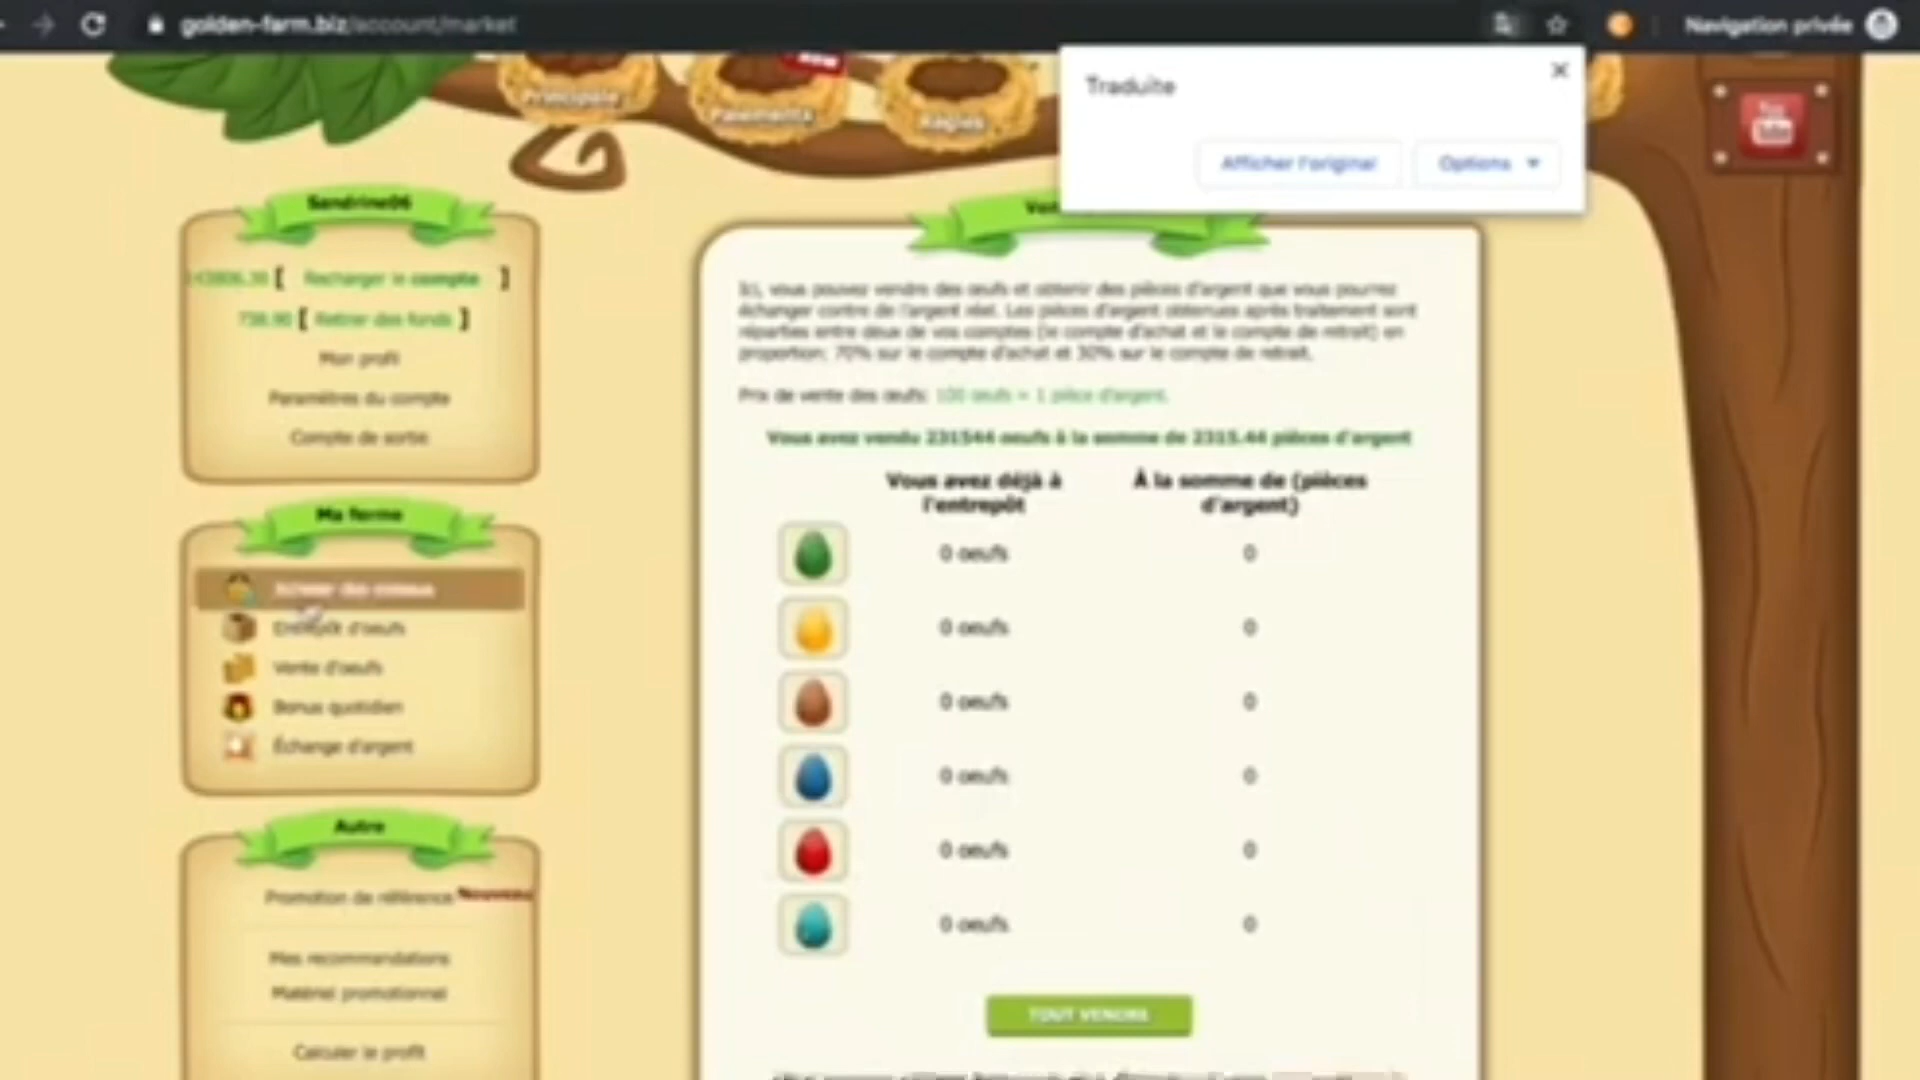 golden-farm.biz/account/market
Navigation privée
Principale
Paiements
Règles
Traduite
Afficher l'original
Options
You
Tube
Sandrine06
[ Recharger le compte ]
738.90 [ Retirer des fonds ]
Mon profil
Paramètres du compte
Compte de sortie
Ici, vous pouvez vendre des œufs et obtenir des pièces d'argent que vous pourrez
échanger contre de l'argent réel. Les pièces d'argent obtenues après traitement sont
réparties entre deux de vos comptes (le compte d'achat et le compte de retrait) en
proportion: 70% sur le compte d'achat et 30% sur le compte de retrait.
Prix de vente des œufs: 100 œufs = 1 pièce d'argent.
Vous avez vendu 231544 oeufs à la somme de 2315.44 pièces d'argent
Vous avez déjà à
l'entrepôt
À la somme de (pièces
d'argent)
0 oeufs 0
0 oeufs 0
0 oeufs 0
0 oeufs 0
0 oeufs 0
0 oeufs 0
TOUT VENDRE
Ma ferme
Acheter des oiseaux
Entrepôt d'oeufs
Vente d'oeufs
Bonus quotidien
Échange d'argent
Autre
Promotion de référence Nouveau
Mes recommandations
Matériel promotionnel
Calculer le profit